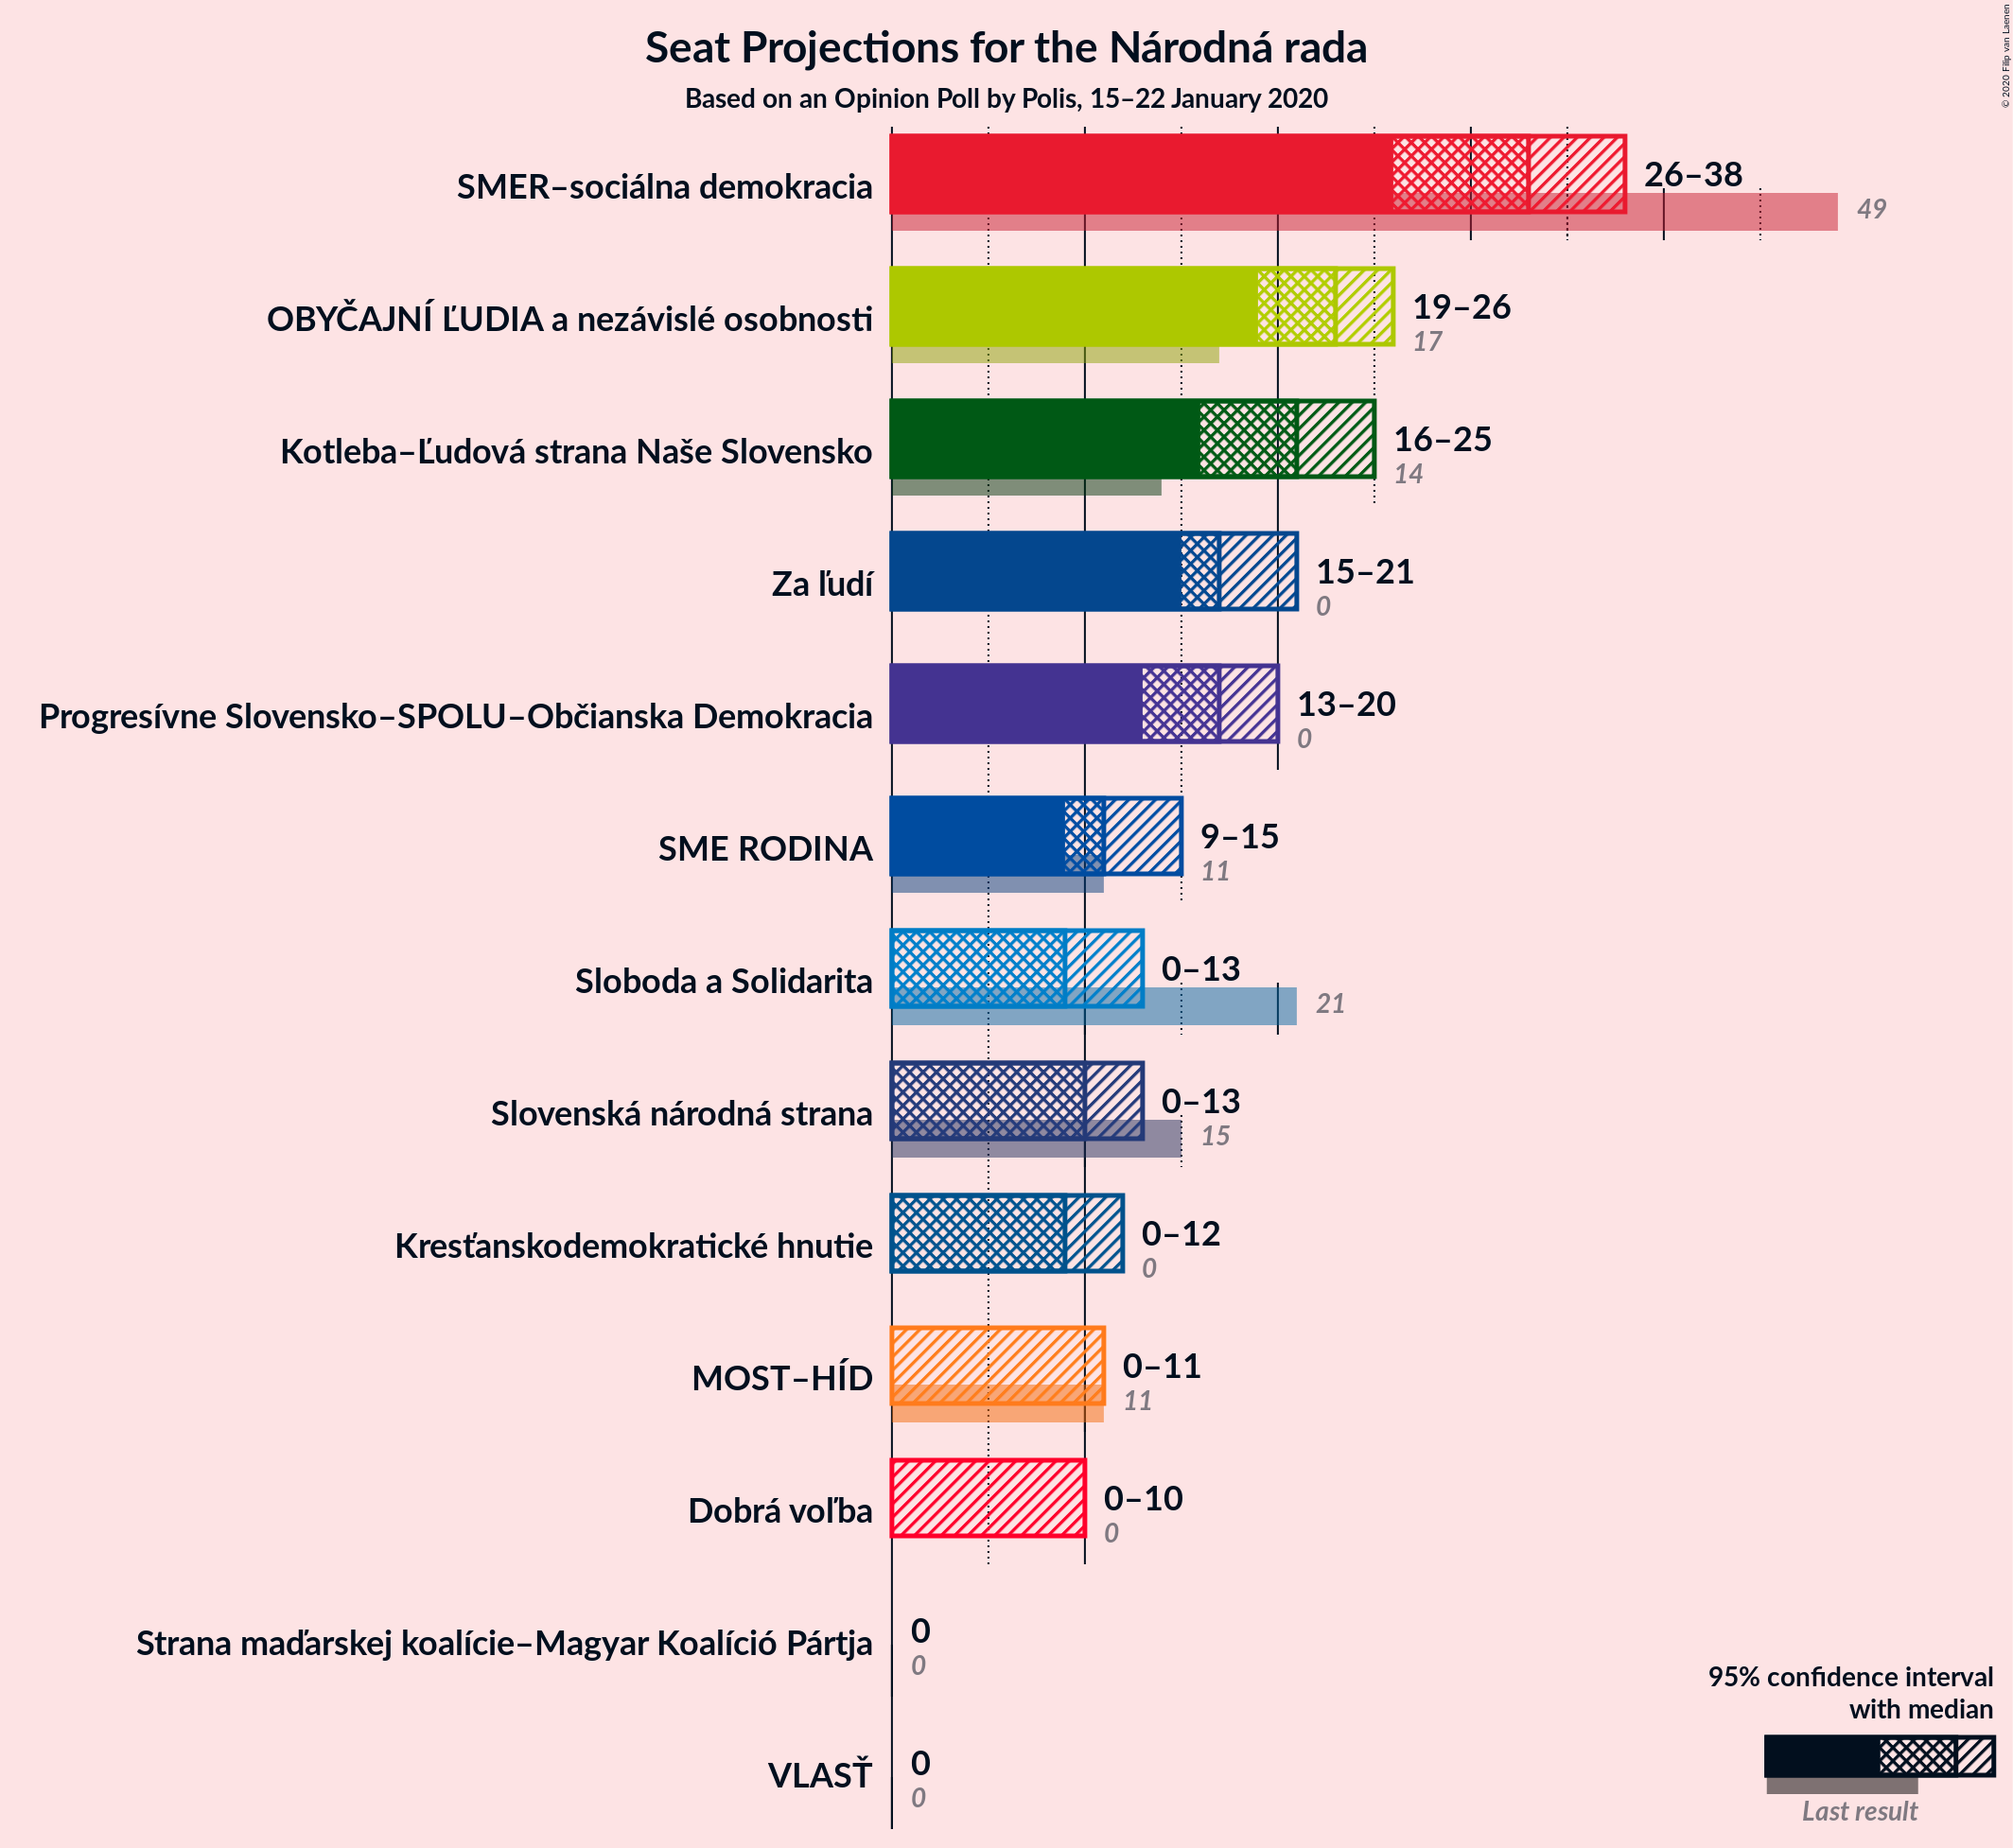 Seat Projections for the Národná rada
Based on an Opinion Poll by Polis, 15–22 January 2020
© 2020 Filip van Laenen
SMER–sociálna demokracia
26–38
49
OBYČAJNÍ ĽUDIA a nezávislé osobnosti
19–26
17
Kotleba–Ľudová strana Naše Slovensko
16–25
14
Za ľudí
15–21
0
Progresívne Slovensko–SPOLU–Občianska Demokracia
13–20
0
SME RODINA
9–15
11
Sloboda a Solidarita
0–13
21
Slovenská národná strana
0–13
15
Kresťanskodemokratické hnutie
0–12
0
MOST–HÍD
0–11
11
Dobrá voľba
0–10
0
Strana maďarskej koalície–Magyar Koalíció Pártja
0
0
VLASŤ
0
0
95% confidence interval
with median
Last result